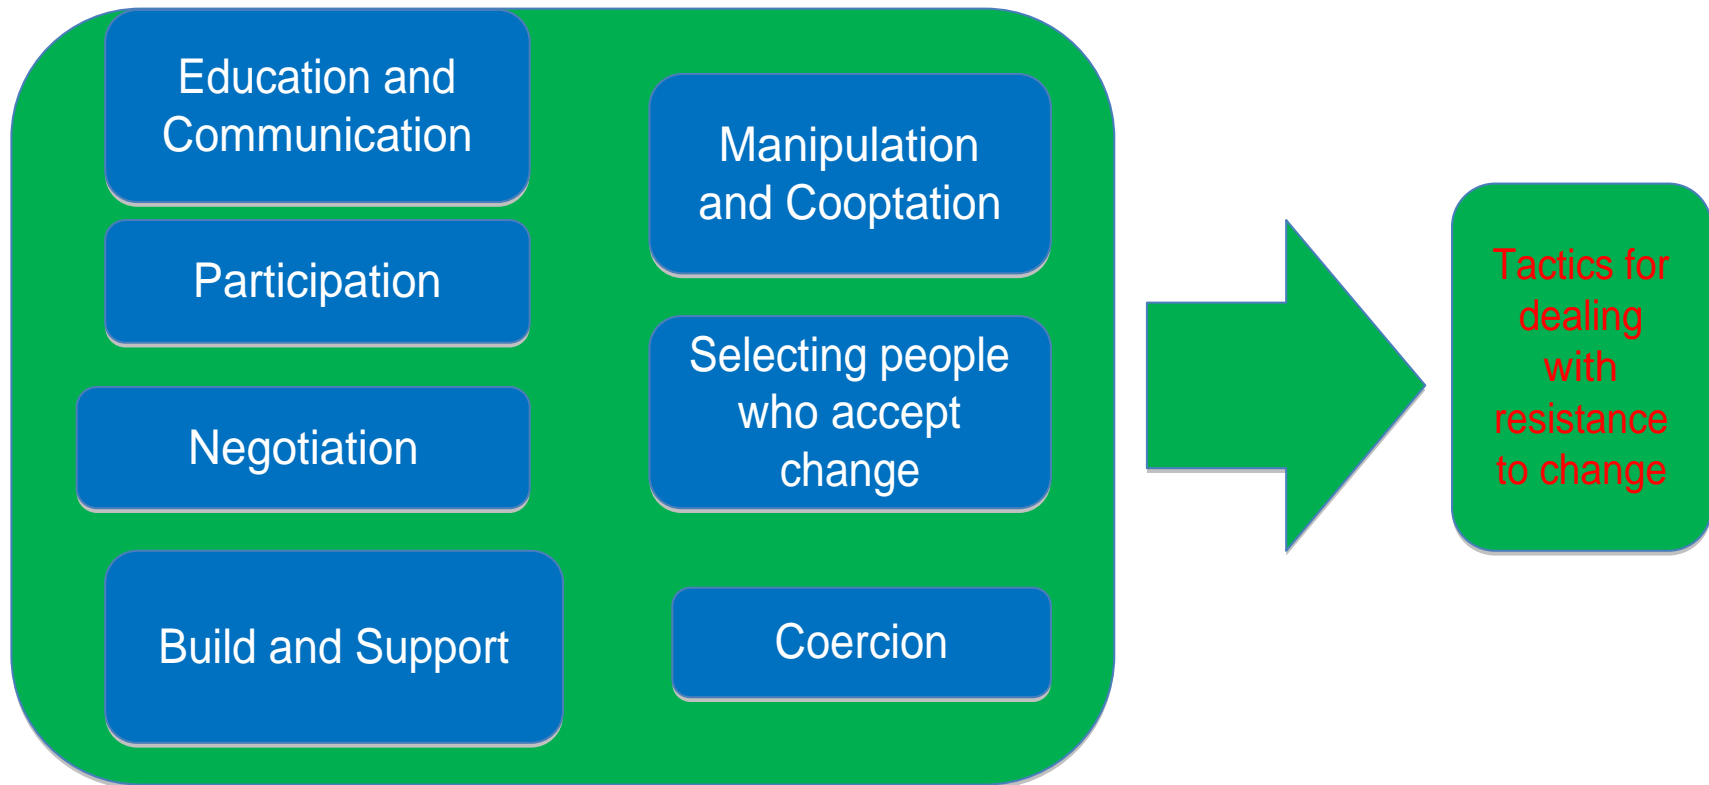 Education and
Communication
Participation
Negotiation
Build and Support
Manipulation
and Cooptation
Selecting people
who accept
change
Coercion
Tactics for
dealing
with
resistance
to change